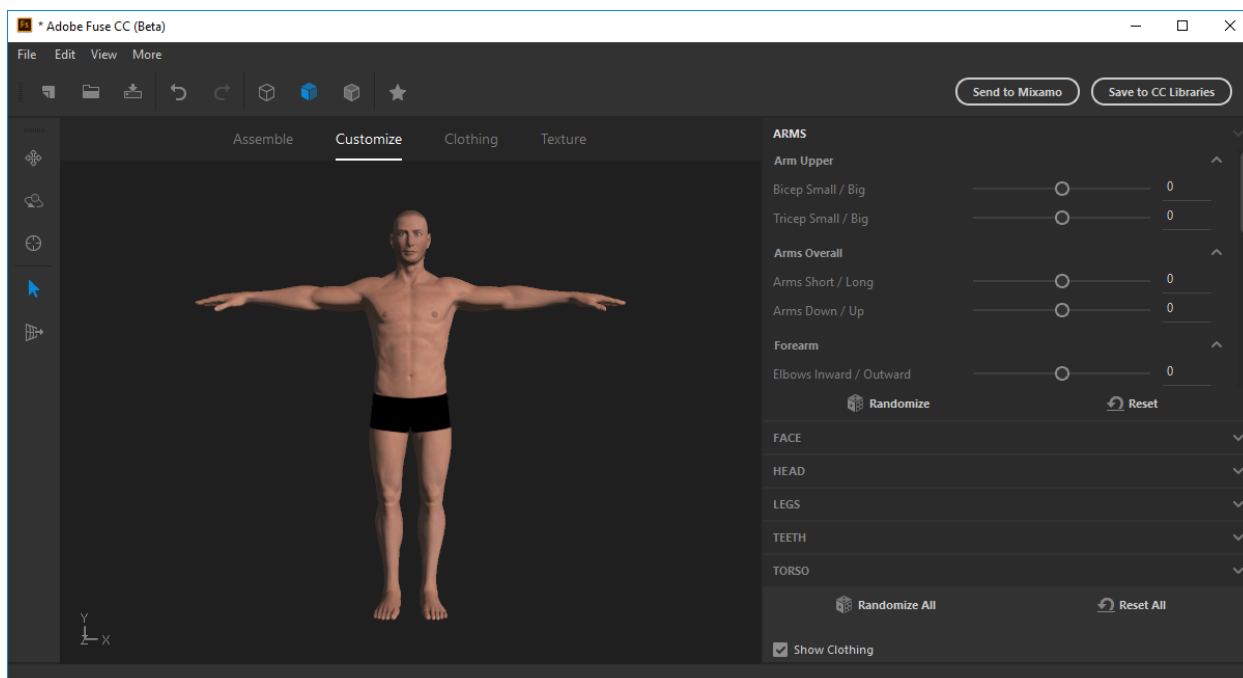 Fs * Adobe Fuse CC (Beta)
File Edit View More
Send to Mixamo Save to CC Libraries
Assemble Customize Clothing Texture
ARMS
Arm Upper
Bicep Small / Big 0
Tricep Small / Big 0
Arms Overall
Arms Short / Long 0
Arms Down / Up 0
Forearm
Elbows Inward / Outward 0
Randomize Reset
FACE
HEAD
LEGS
TEETH
TORSO
Randomize All Reset All
Show Clothing
Y
Z X